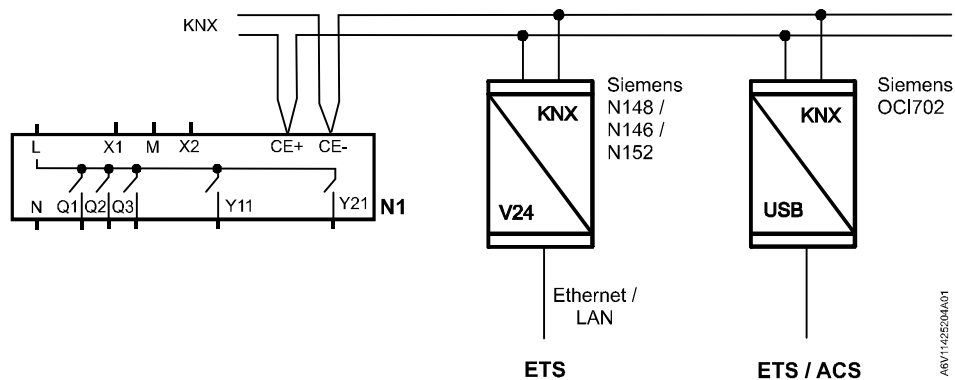 KNX
L X1 M X2 CE+ CE-
N Q1 Q2 Q3 Y11 Y21 N1
KNX
V24
Siemens
N148 /
N146 /
N152
Ethernet /
LAN
ETS
KNX
USB
Siemens
OCI702
ETS / ACS
A6V11425204A01